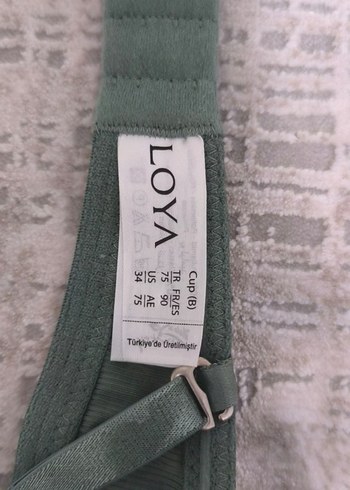 LOYA
Cup (B)
TR FR/ES
75 90
US AE
34 75
Türkiye'de Üretilmiştir